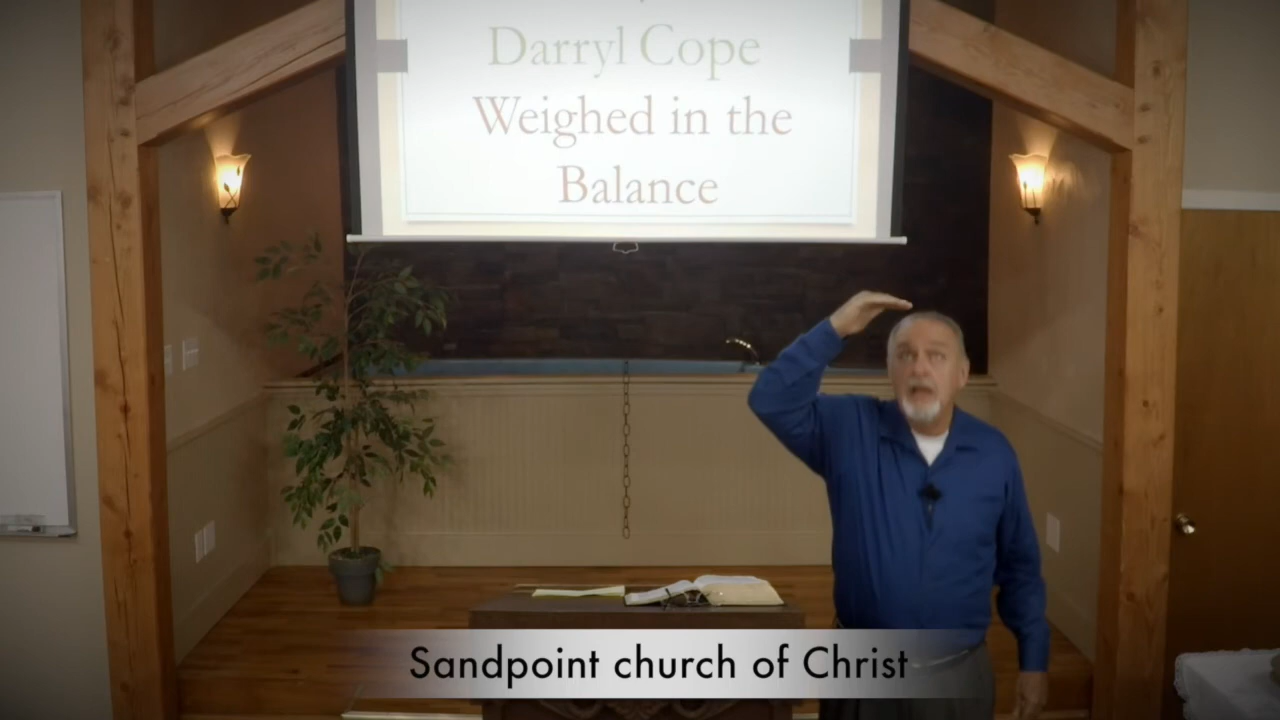 Darryl Cope
Weighed in the
Balance
Sandpoint church of Christ